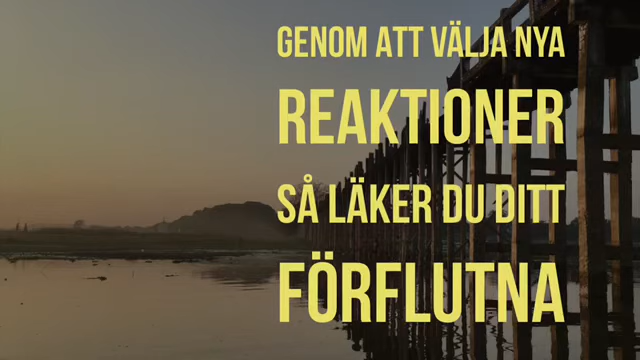 GENOM ATT VÄLJA NYA
REAKTIONER
SÅ LÄKER DU DITT
FÖRFLUTNA